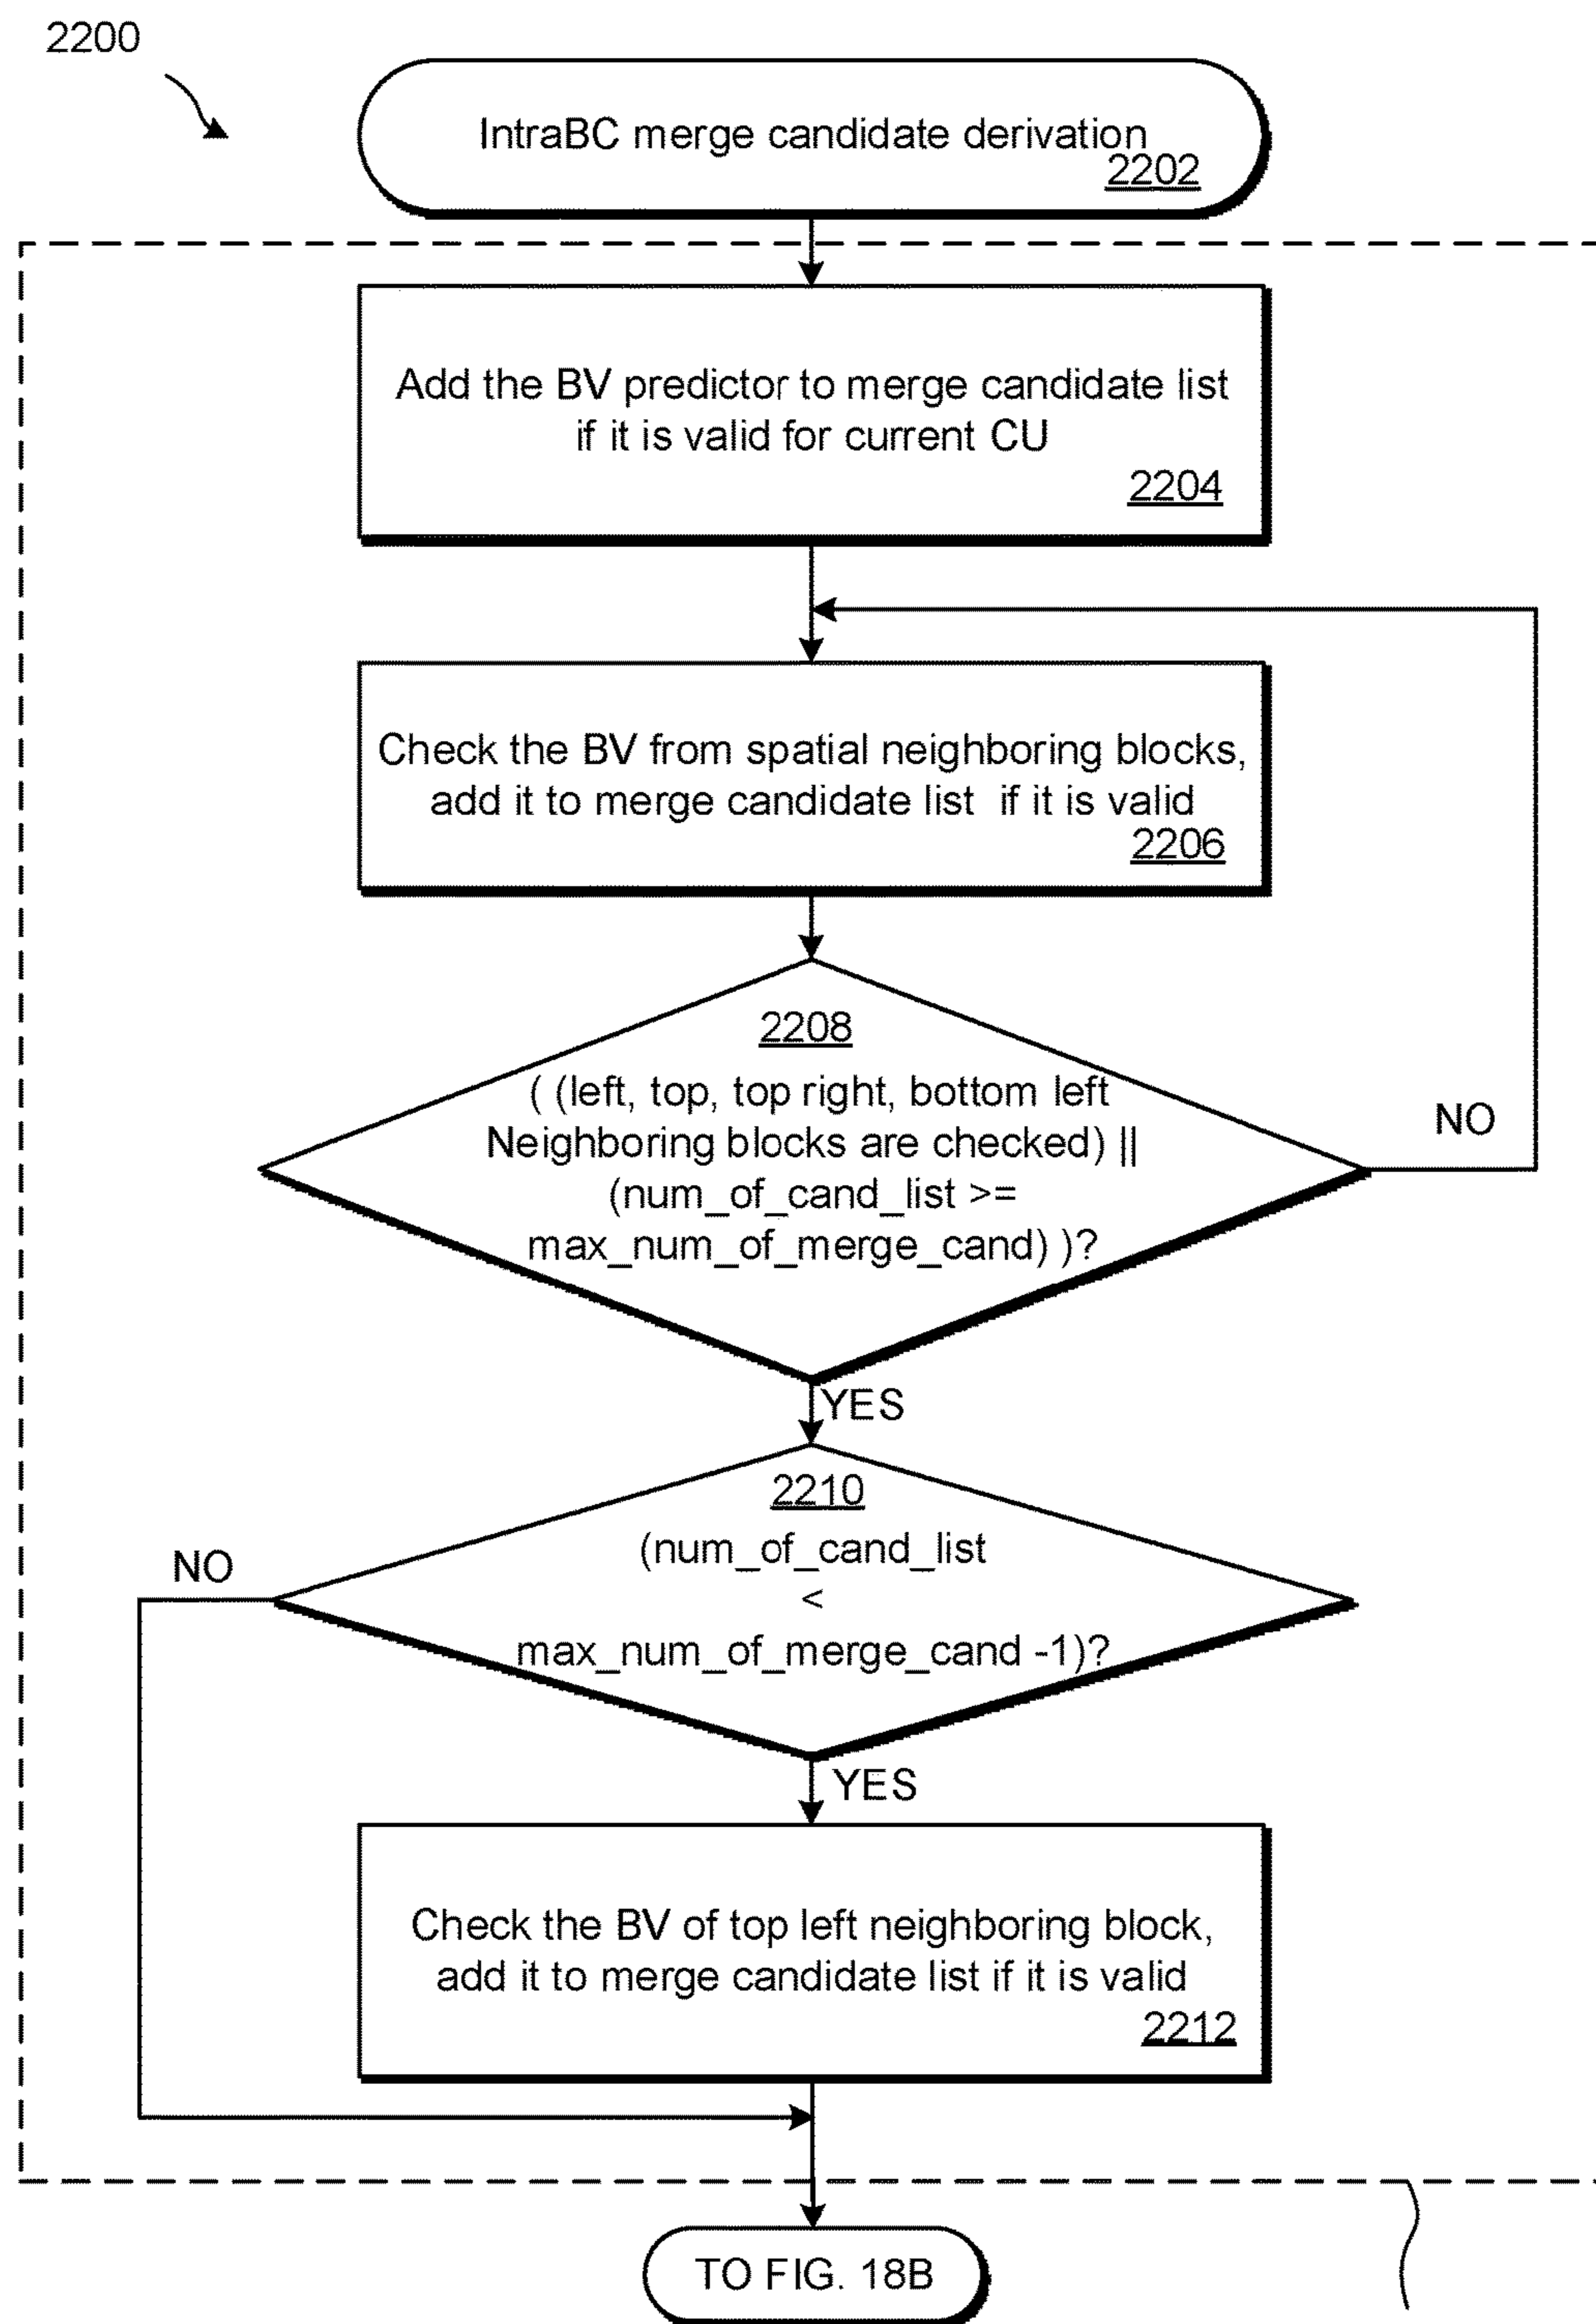 2200
IntraBC merge candidate derivation
2202
Add the BV predictor to merge candidate list
if it is valid for current CU
2204
Check the BV from spatial neighboring blocks,
add it to merge candidate list if it is valid
2206
2208
( (left, top, top right, bottom left
Neighboring blocks are checked) ||
(num_of_cand_list >=
max_num_of_merge_cand) )?
NO
YES
2210
(num_of_cand_list
<
max_num_of_merge_cand -1)?
NO
YES
Check the BV of top left neighboring block,
add it to merge candidate list if it is valid
2212
TO FIG. 18B